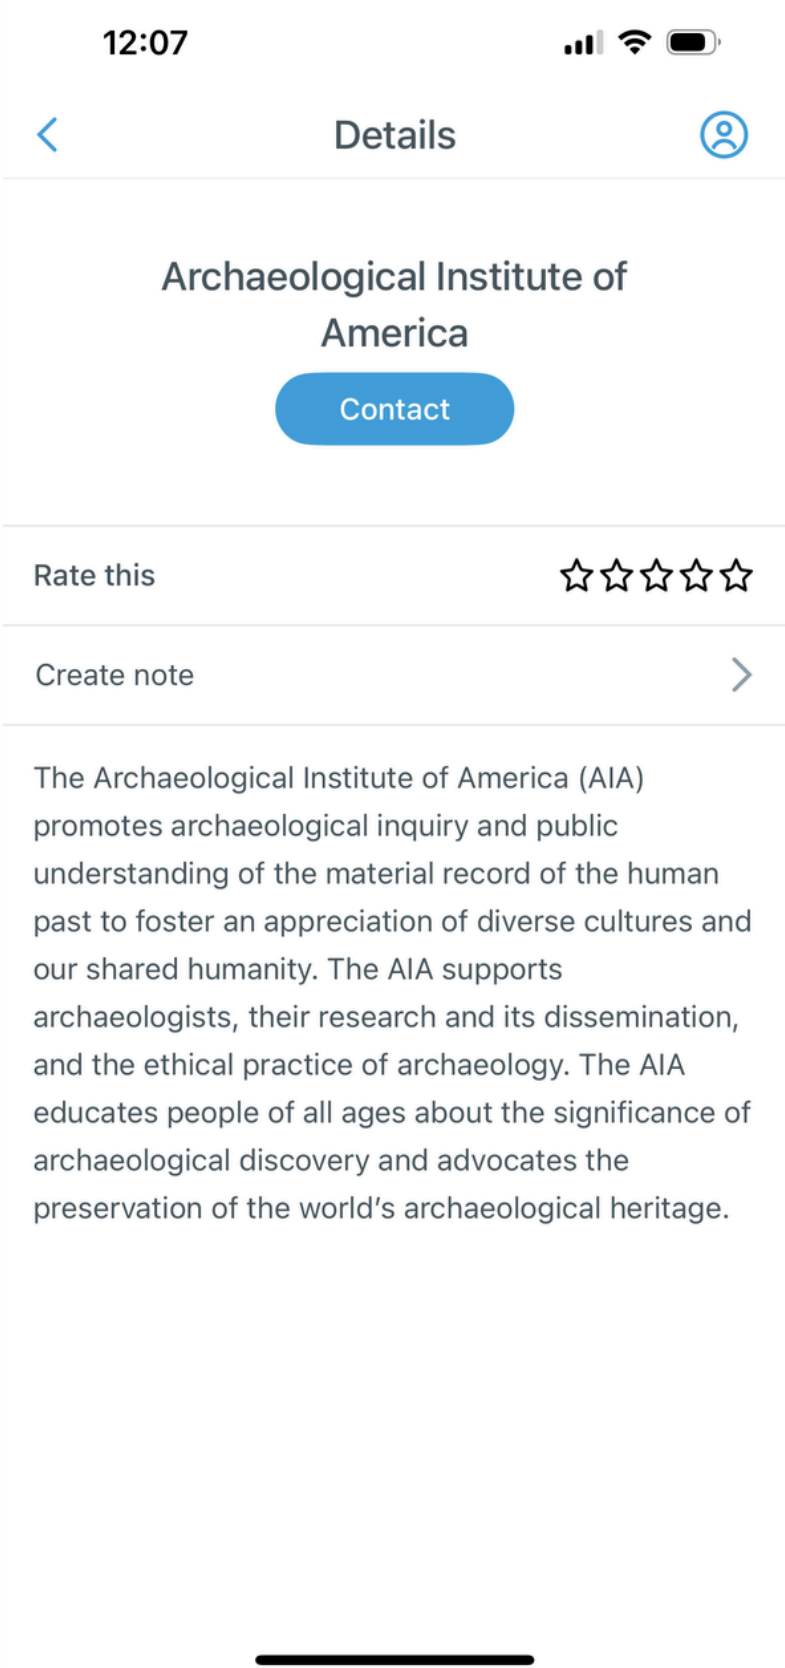 12:07
Details
Archaeological Institute of
America
Contact
Rate this
Create note
The Archaeological Institute of America (AIA)
promotes archaeological inquiry and public
understanding of the material record of the human
past to foster an appreciation of diverse cultures and
our shared humanity. The AIA supports
archaeologists, their research and its dissemination,
and the ethical practice of archaeology. The AIA
educates people of all ages about the significance of
archaeological discovery and advocates the
preservation of the world’s archaeological heritage.